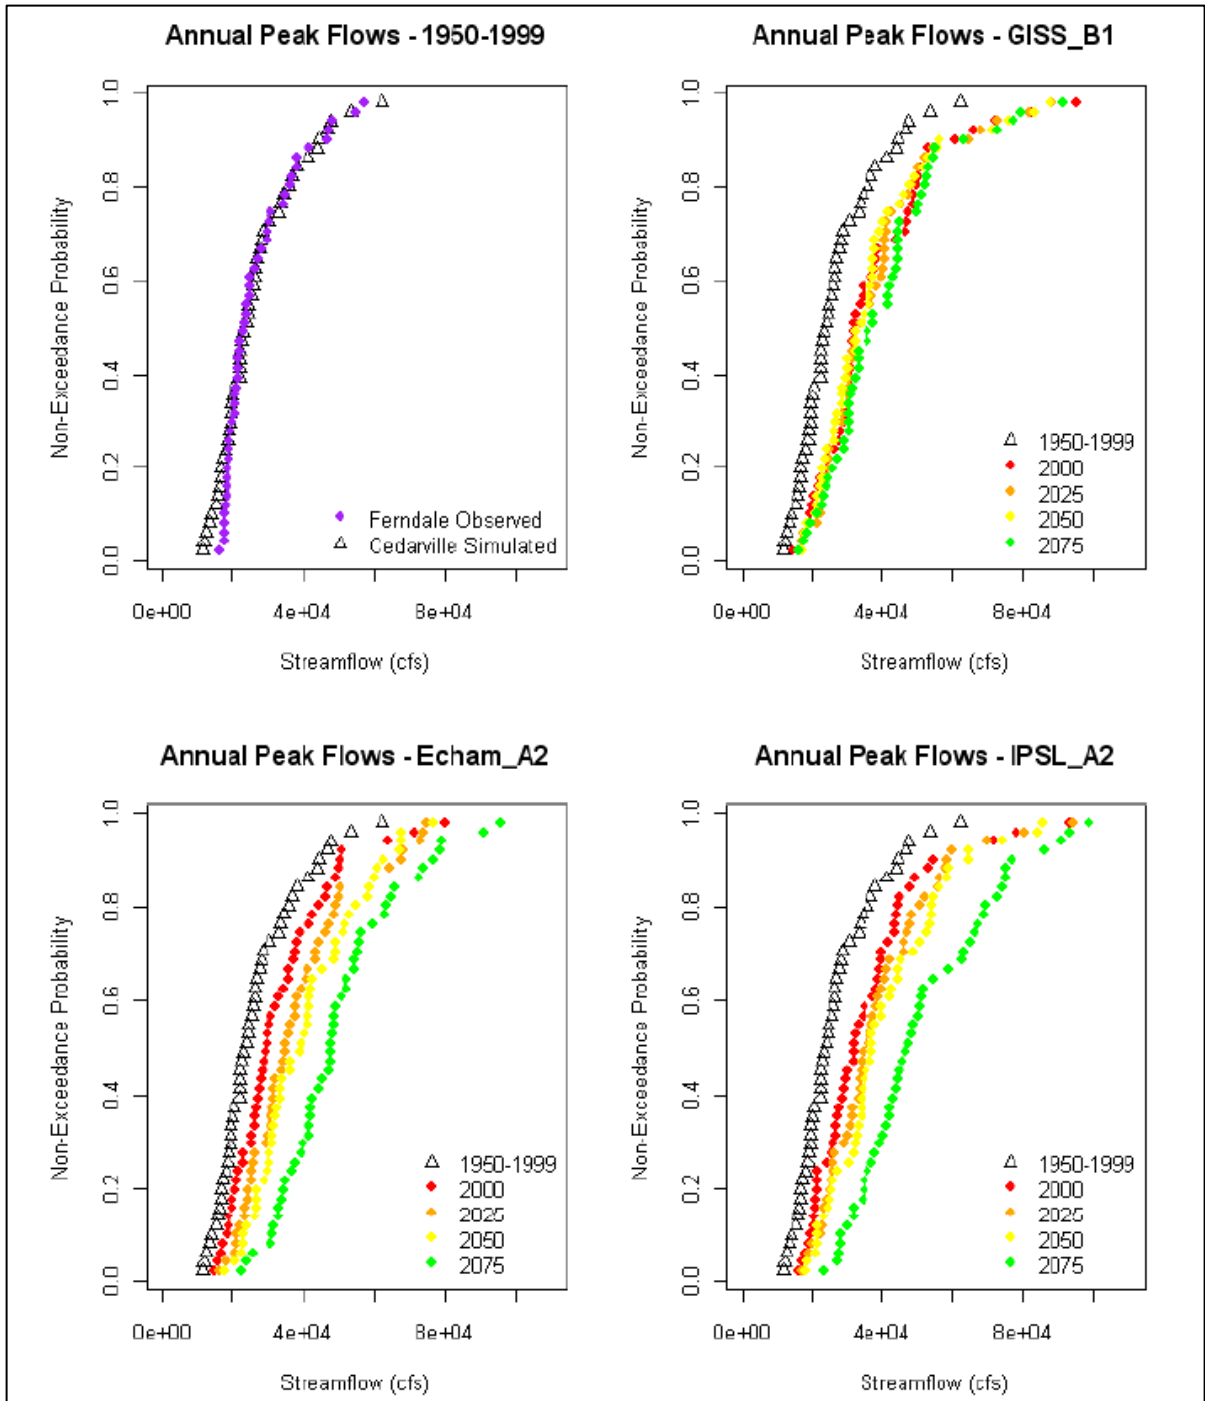 Annual Peak Flows - 1950-1999
Non-Exceedance Probability
1.0
0.8
0.6
0.4
0.2
0.0
Ferndale Observed
Cedarville Simulated
0e+00 4e+04 8e+04
Streamflow (cfs)
Annual Peak Flows - GISS_B1
Non-Exceedance Probability
1.0
0.8
0.6
0.4
0.2
0.0
1950-1999
2000
2025
2050
2075
0e+00 4e+04 8e+04
Streamflow (cfs)
Annual Peak Flows - Echam_A2
Non-Exceedance Probability
1.0
0.8
0.6
0.4
0.2
0.0
1950-1999
2000
2025
2050
2075
0e+00 4e+04 8e+04
Streamflow (cfs)
Annual Peak Flows - IPSL_A2
Non-Exceedance Probability
1.0
0.8
0.6
0.4
0.2
0.0
1950-1999
2000
2025
2050
2075
0e+00 4e+04 8e+04
Streamflow (cfs)